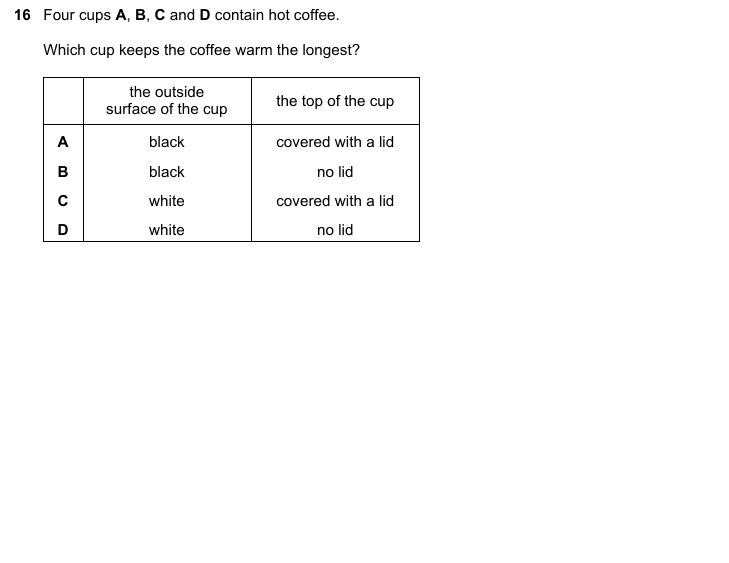 16 Four cups A, B, C and D contain hot coffee.
Which cup keeps the coffee warm the longest?
the outside
surface of the cup
the top of the cup
A black covered with a lid
B black no lid
C white covered with a lid
D white no lid